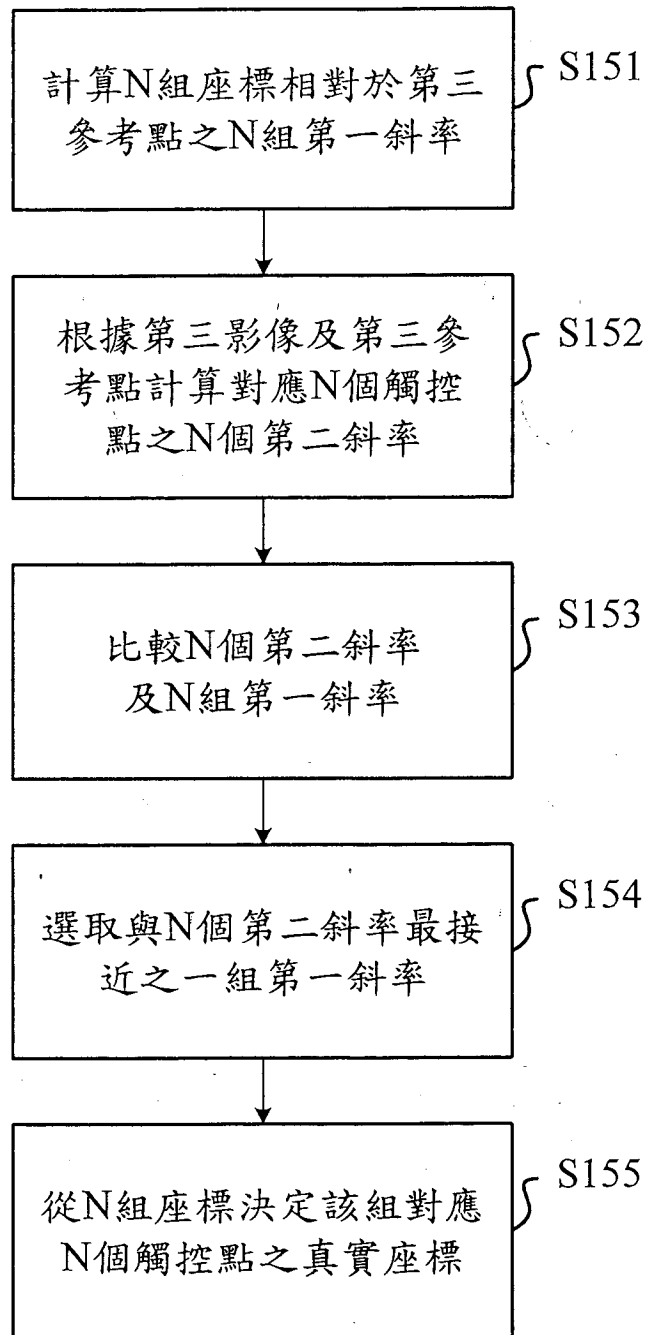 計算N組座標相對於第三
參考點之N組第一斜率
S151
根據第三影像及第三參
考點計算對應N個觸控
點之N個第二斜率
S152
比較N個第二斜率
及N組第一斜率
S153
選取與N個第二斜率最接
近之一組第一斜率
S154
從N組座標決定該組對應
N個觸控點之真實座標
S155